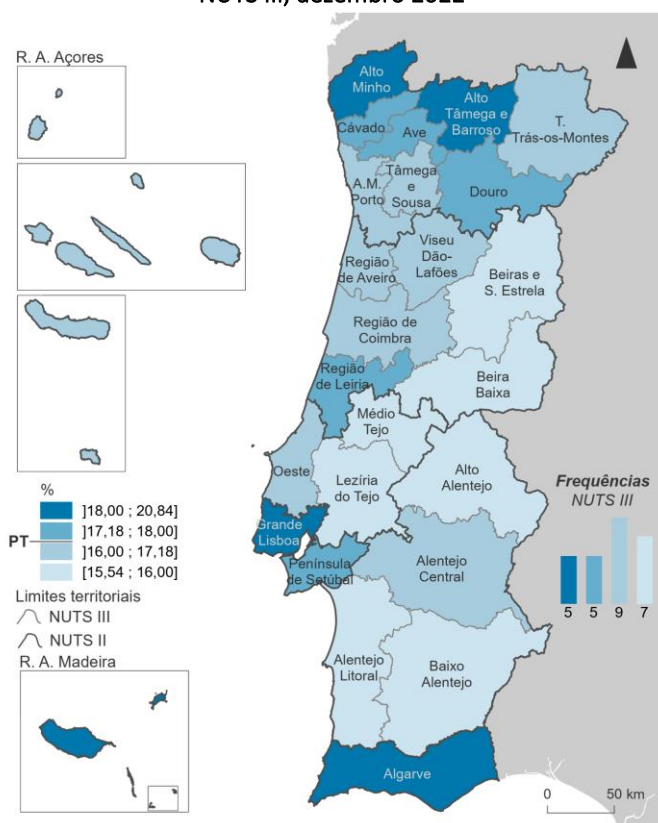 NUTS III, dezembro 2022
R. A. Açores
Alto
Minho
Alto
Tâmega e
Barroso
T.
Trás-os-Montes
Cávado
Ave
A.M.
Porto
Tâmega
e
Sousa
Douro
Região
de Aveiro
Viseu
Dão-
Lafões
Beiras e
S. Estrela
Região de
Coimbra
Região
de Leiria
Beira
Baixa
Médio
Tejo
Oeste
Lezíria
do Tejo
Alto
Alentejo
Grande
Lisboa
Península
de Setúbal
Alentejo
Central
Alentejo
Litoral
Baixo
Alentejo
Algarve
%
]18,00 ; 20,84]
]17,18 ; 18,00]
PT
]16,00 ; 17,18]
[15,54 ; 16,00]
Limites territoriais
NUTS III
NUTS II
R. A. Madeira
Frequências
NUTS III
5 5 9 7
0 50 km